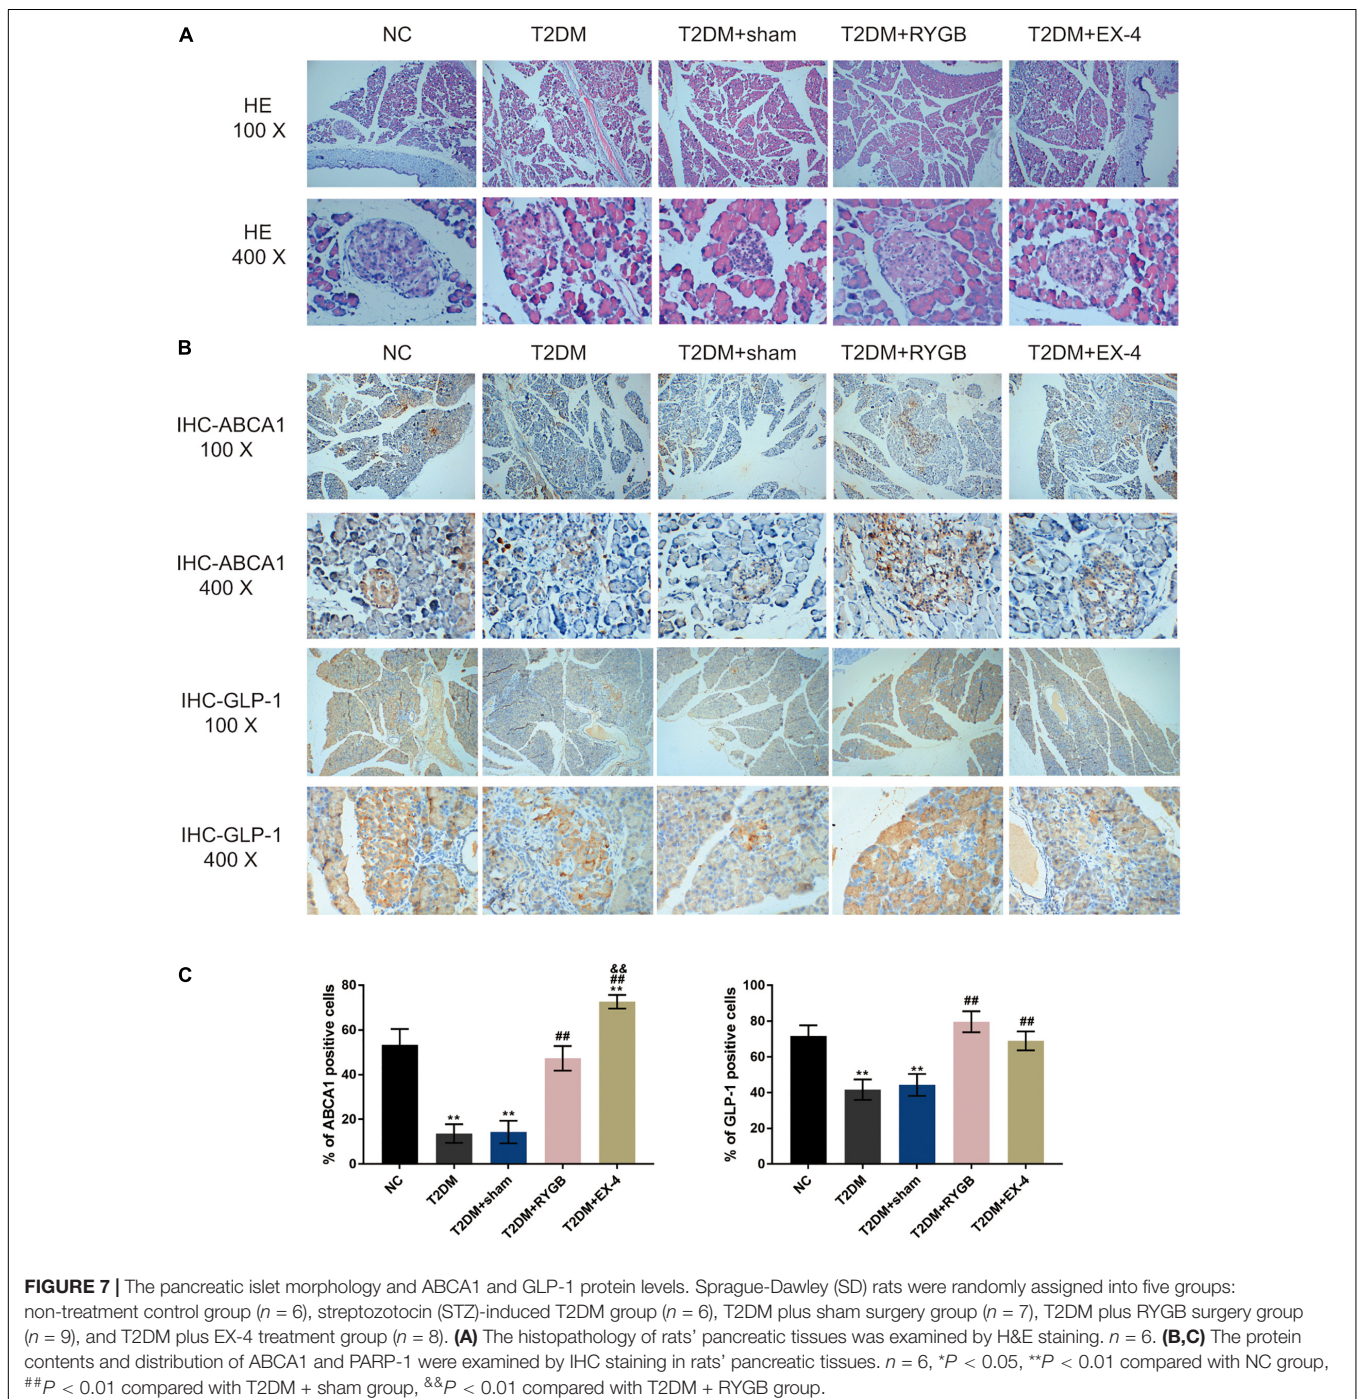 A
NC T2DM T2DM+sham T2DM+RYGB T2DM+EX-4
HE
100 X
HE
400 X
B
NC T2DM T2DM+sham T2DM+RYGB T2DM+EX-4
IHC-ABCA1
100 X
IHC-ABCA1
400 X
IHC-GLP-1
100 X
IHC-GLP-1
400 X
C
% of ABCA1 positive cells
80
60
40
20
0
**
**
##
&&
##
**
NC
T2DM
T2DM+sham
T2DM+RYGB
T2DM+EX-4
% of GLP-1 positive cells
100
80
60
40
20
0
**
**
##
##
NC
T2DM
T2DM+sham
T2DM+RYGB
T2DM+EX-4
FIGURE 7 | The pancreatic islet morphology and ABCA1 and GLP-1 protein levels. Sprague-Dawley (SD) rats were randomly assigned into five groups:
non-treatment control group (n = 6), streptozotocin (STZ)-induced T2DM group (n = 6), T2DM plus sham surgery group (n = 7), T2DM plus RYGB surgery group
(n = 9), and T2DM plus EX-4 treatment group (n = 8). (A) The histopathology of rats' pancreatic tissues was examined by H&E staining. n = 6. (B,C) The protein
contents and distribution of ABCA1 and PARP-1 were examined by IHC staining in rats' pancreatic tissues. n = 6, *P < 0.05, **P < 0.01 compared with NC group,
##P < 0.01 compared with T2DM + sham group, &&P < 0.01 compared with T2DM + RYGB group.